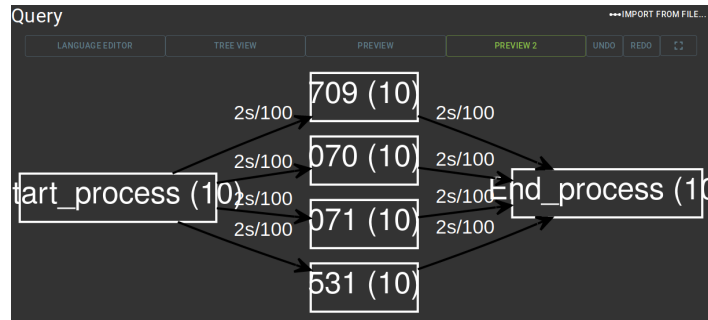 Query
•••IMPORT FROM FILE...
LANGUAGE EDITOR
TREE VIEW
PREVIEW
PREVIEW 2
UNDO
REDO
709 (10)
2s/100
2s/100
070 (10)
2s/100
2s/100
tart_process (10)
End_process (10
2s/100
2s/100
071 (10)
2s/100
2s/100
531 (10)